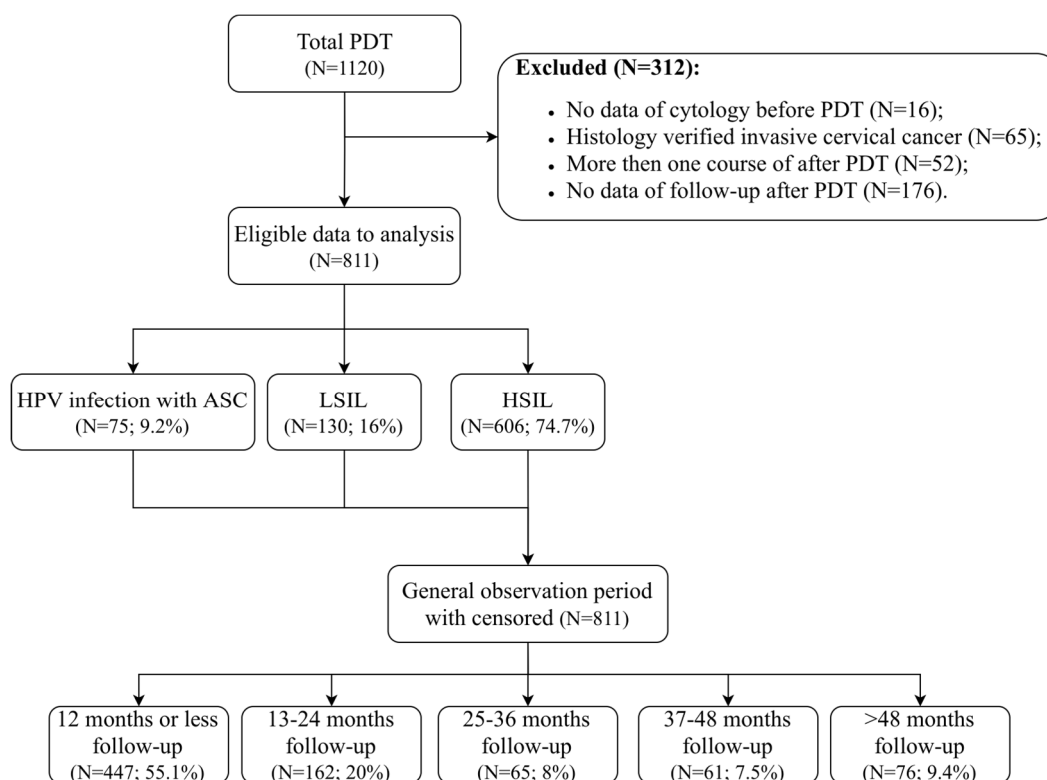 Total PDT
(N=1120)
Excluded (N=312):
• No data of cytology before PDT (N=16);
• Histology verified invasive cervical cancer (N=65);
• More then one course of after PDT (N=52);
• No data of follow-up after PDT (N=176).
Eligible data to analysis
(N=811)
HPV infection with ASC
(N=75; 9.2%)
LSIL
(N=130; 16%)
HSIL
(N=606; 74.7%)
General observation period
with censored (N=811)
12 months or less
follow-up
(N=447; 55.1%)
13-24 months
follow-up
(N=162; 20%)
25-36 months
follow-up
(N=65; 8%)
37-48 months
follow-up
(N=61; 7.5%)
>48 months
follow-up
(N=76; 9.4%)